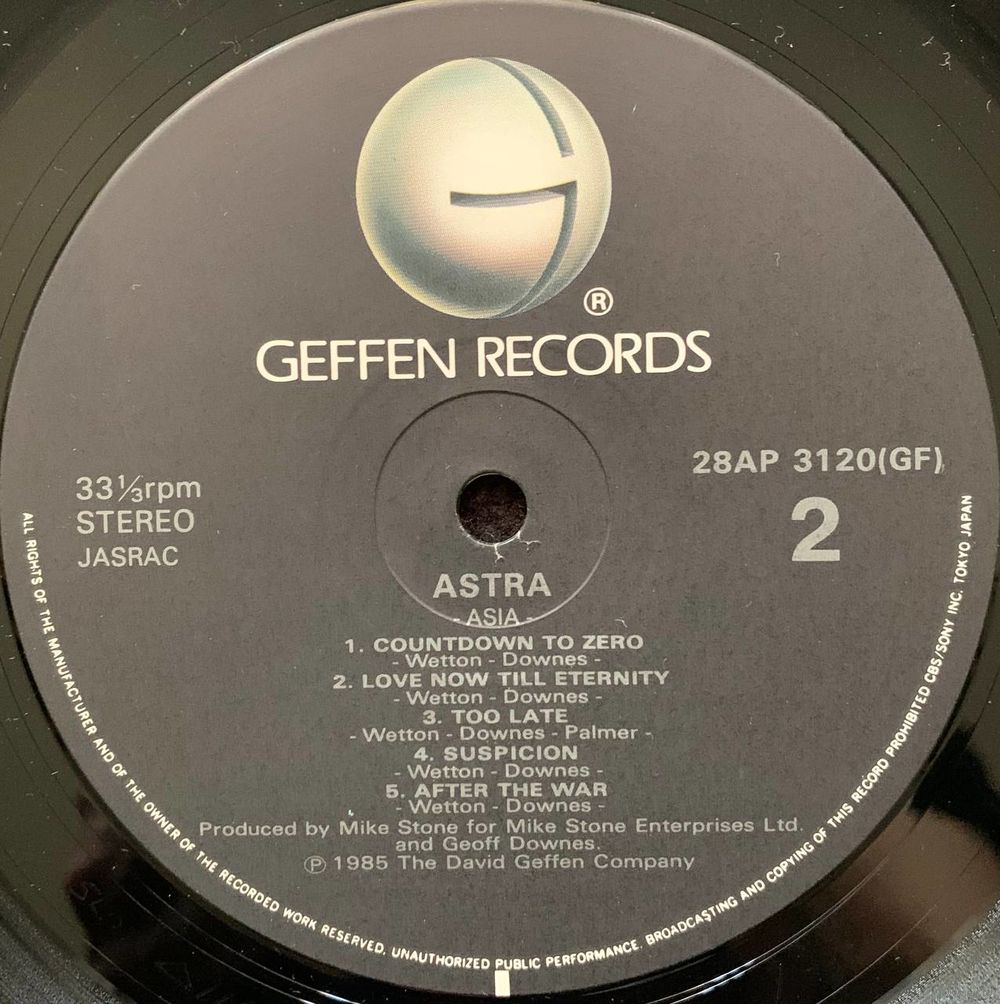 ®
GEFFEN RECORDS
33⅓rpm
STEREO
JASRAC
28AP 3120(GF)
2
ASTRA
- ASIA -
1. COUNTDOWN TO ZERO
- Wetton - Downes -
2. LOVE NOW TILL ETERNITY
- Wetton - Downes -
3. TOO LATE
- Wetton - Downes - Palmer -
4. SUSPICION
- Wetton - Downes -
5. AFTER THE WAR
- Wetton - Downes -
Produced by Mike Stone for Mike Stone Enterprises Ltd.
and Geoff Downes.
℗ 1985 The David Geffen Company
ALL RIGHTS OF THE MANUFACTURER AND OF THE OWNER OF THE RECORDED WORK RESERVED. UNAUTHORIZED PUBLIC PERFORMANCE. BROADCASTING AND COPYING OF THIS RECORD PROHIBITED CBS/SONY INC. TOKYO JAPAN